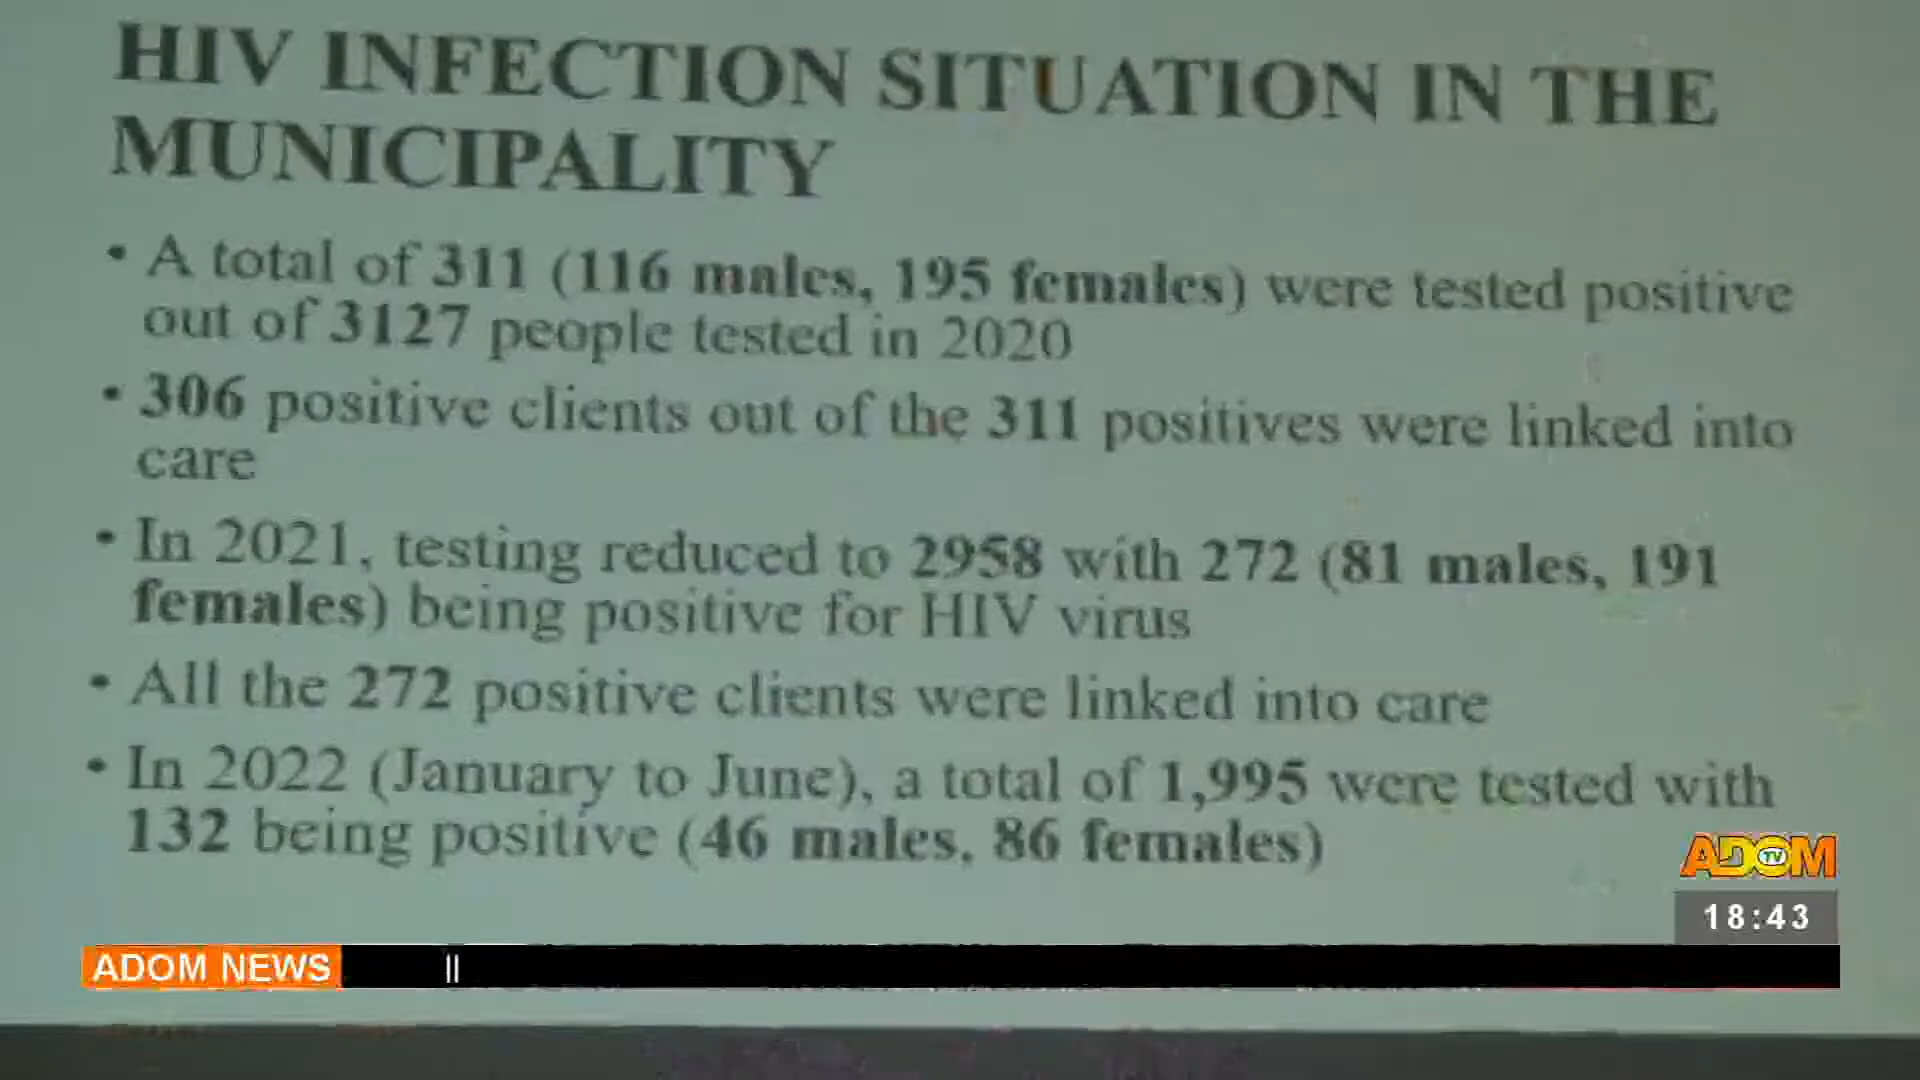 HIV INFECTION SITUATION IN THE
MUNICIPALITY
• A total of 311 (116 males, 195 females) were tested positive
out of 3127 people tested in 2020
• 306 positive clients out of the 311 positives were linked into
care
• In 2021, testing reduced to 2958 with 272 (81 males, 191
females) being positive for HIV virus
• All the 272 positive clients were linked into care
• In 2022 (January to June), a total of 1,995 were tested with
132 being positive (46 males, 86 females)
ADOM TV
18:43
ADOM NEWS